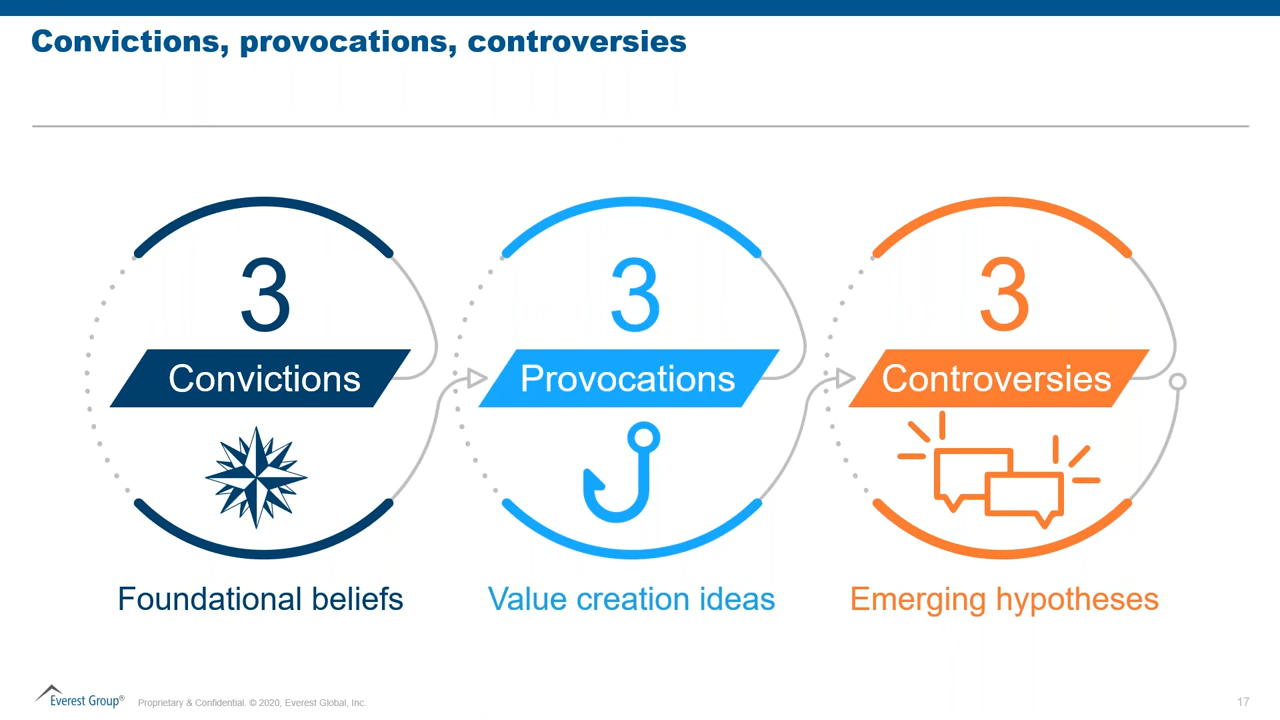 Convictions, provocations, controversies
3
Convictions
Foundational beliefs
3
Provocations
Value creation ideas
3
Controversies
Emerging hypotheses
Everest Group®
Proprietary & Confidential. © 2020, Everest Global, Inc.
17